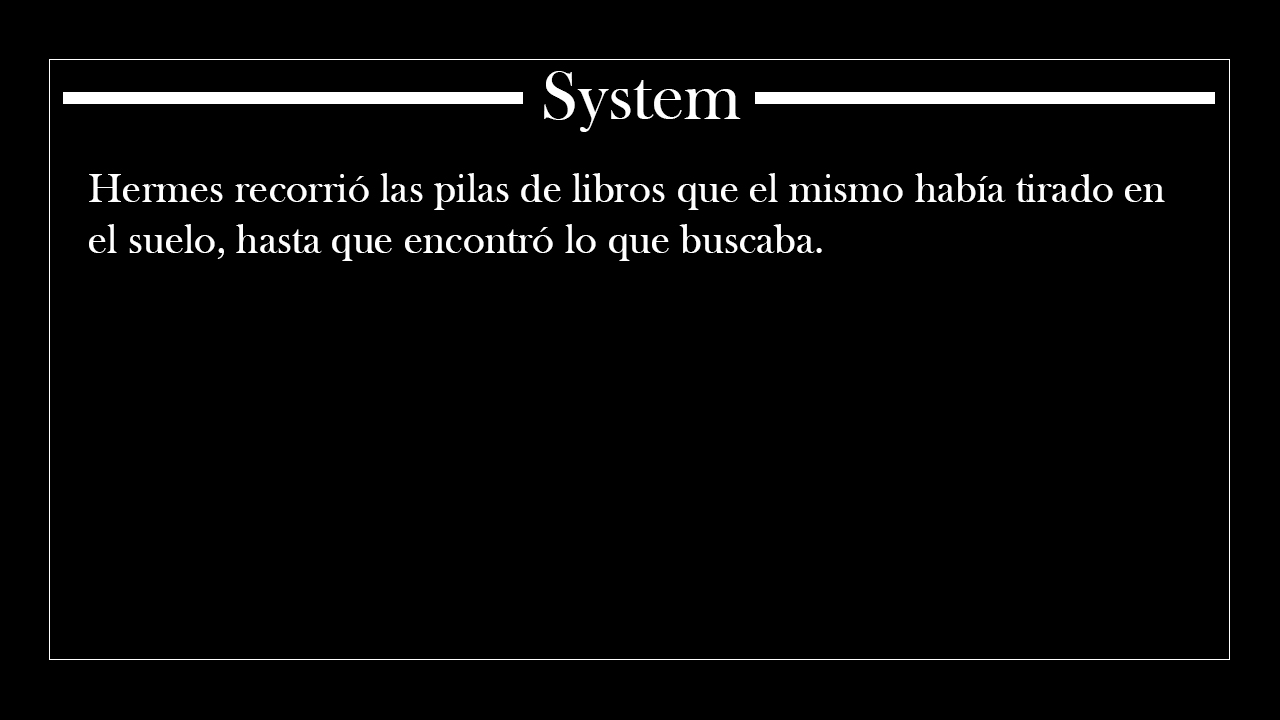 System
Hermes recorrió las pilas de libros que el mismo había tirado en
el suelo, hasta que encontró lo que buscaba.